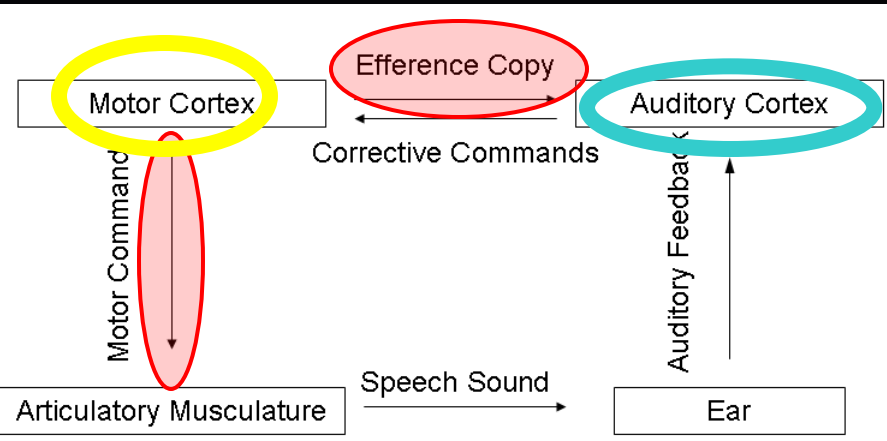 Efference Copy
Motor Cortex
Auditory Cortex
Corrective Commands
Motor Command
Auditory Feedback
Speech Sound
Articulatory Musculature
Ear